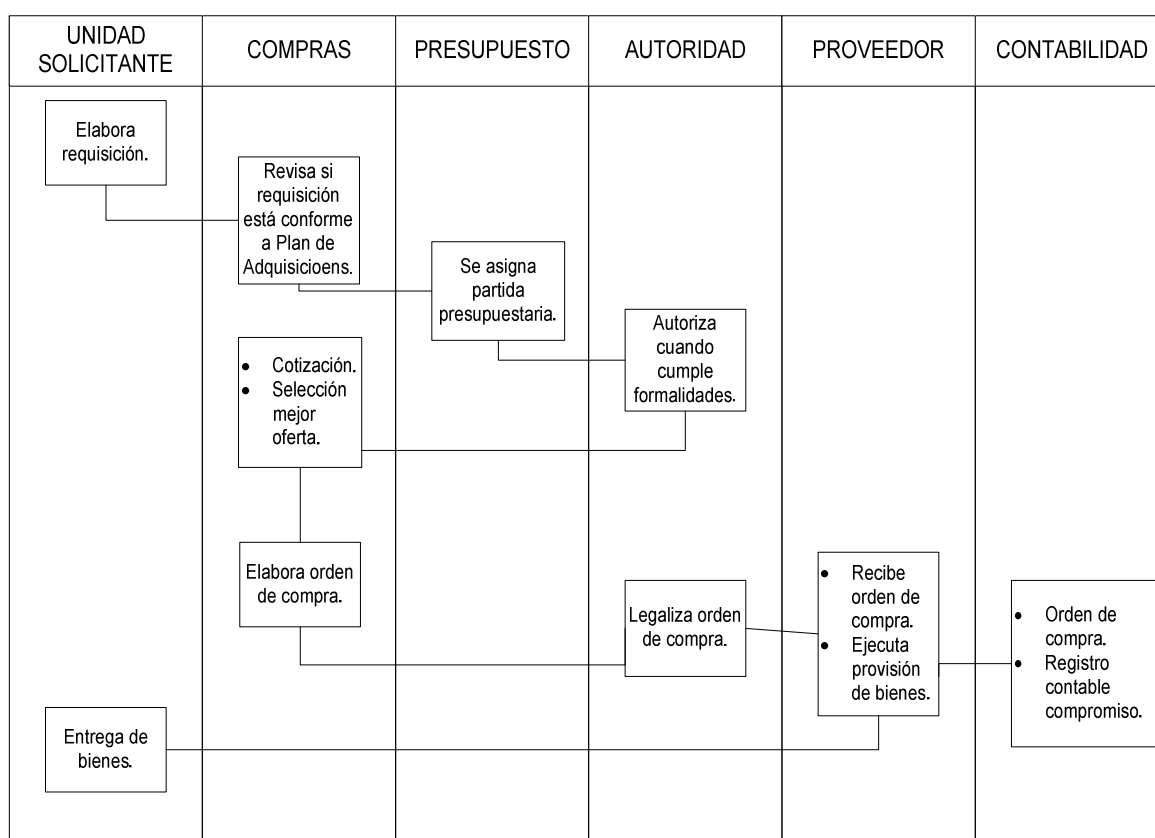 UNIDAD
SOLICITANTE
COMPRAS
PRESUPUESTO
AUTORIDAD
PROVEEDOR
CONTABILIDAD
Elabora
requisición.
Revisa si
requisición
está conforme
a Plan de
Adquisicioens.
Se asigna
partida
presupuestaria.
Autoriza
cuando
cumple
formalidades.
• Cotización.
• Selección
mejor
oferta.
Elabora orden
de compra.
Legaliza orden
de compra.
• Recibe
orden de
compra.
• Ejecuta
provisión
de bienes.
• Orden de
compra.
• Registro
contable
compromiso.
Entrega de
bienes.